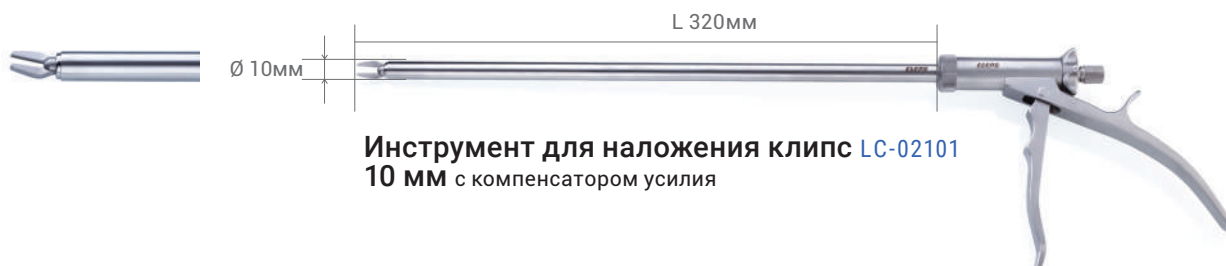 L 320мм
Ø 10мм
Инструмент для наложения клипс LC-02101
10 мм с компенсатором усилия